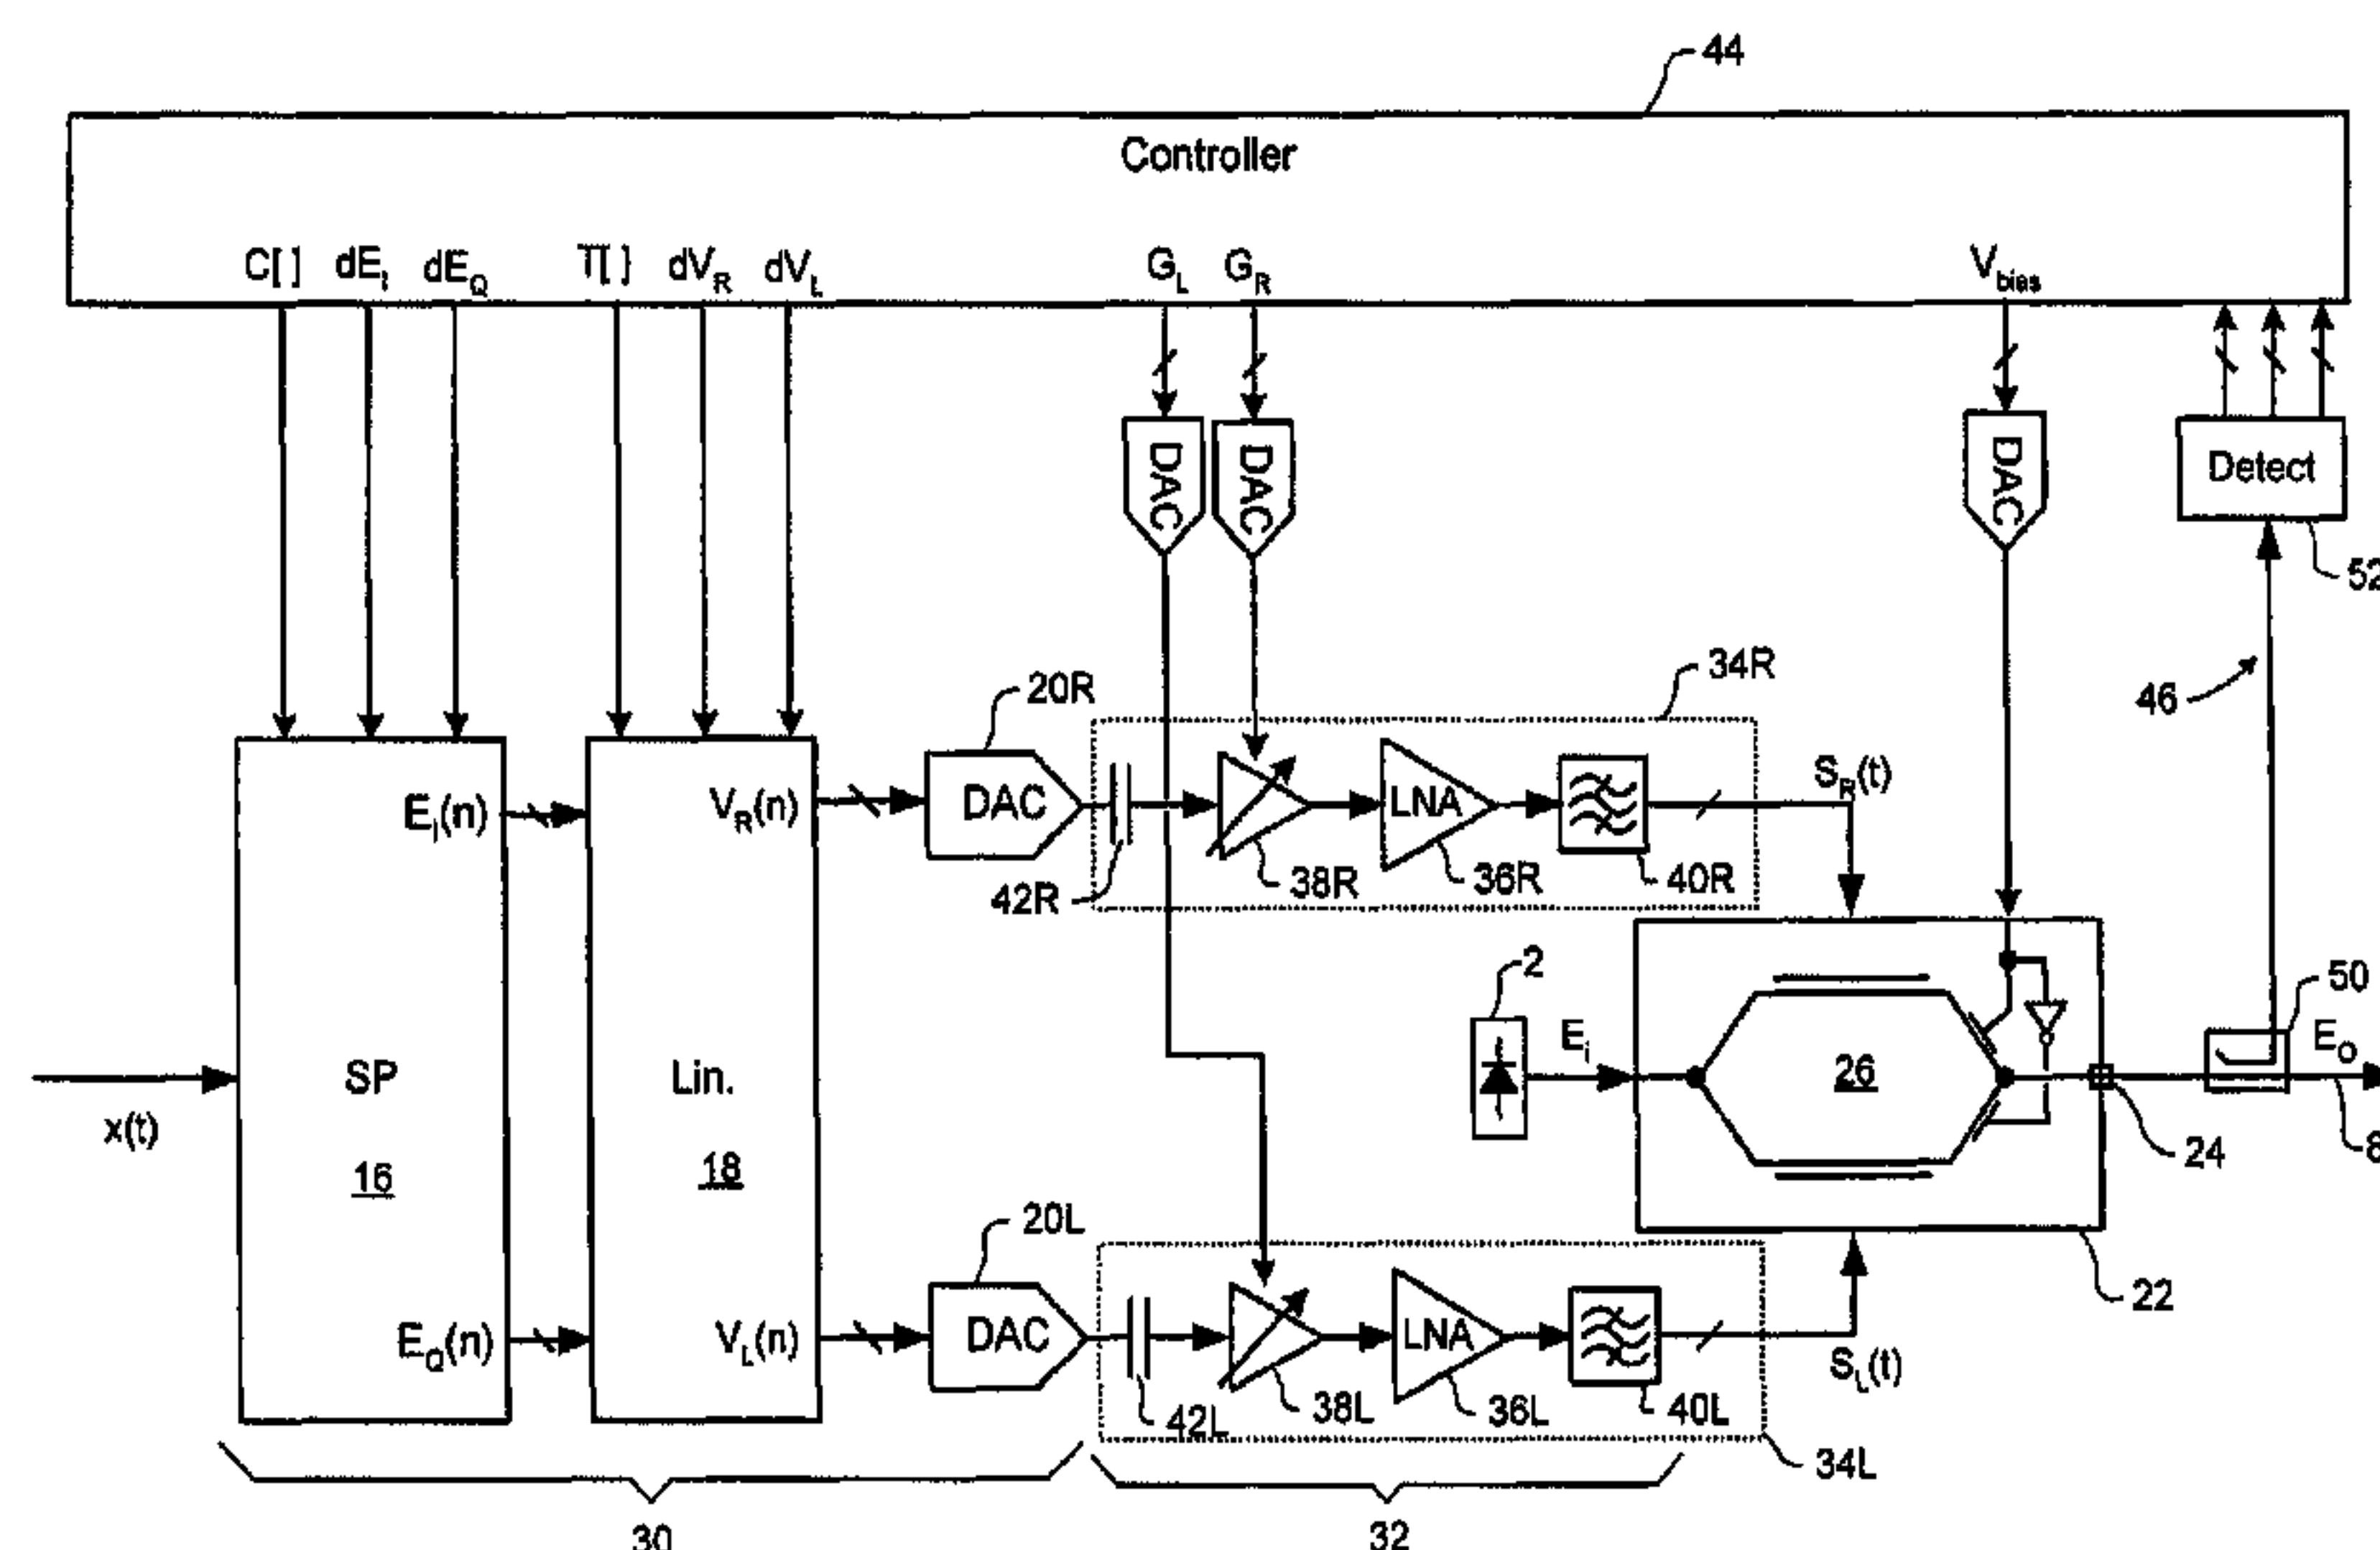 44
Controller
C[ ] dE_I dE_Q T[ ] dV_R dV_L G_L G_R V_bias
DAC DAC DAC
Detect
52
46
34R
20R
DAC
LNA
S_R(t)
E_I(n)
V_R(n)
42R
38R
36R
40R
2
E_i
26
50
E_O
x(t)
SP
16
Lin.
18
24
8
22
20L
34L
E_Q(n)
V_L(n)
DAC
LNA
S_L(t)
42L
38L
36L
40L
30
32